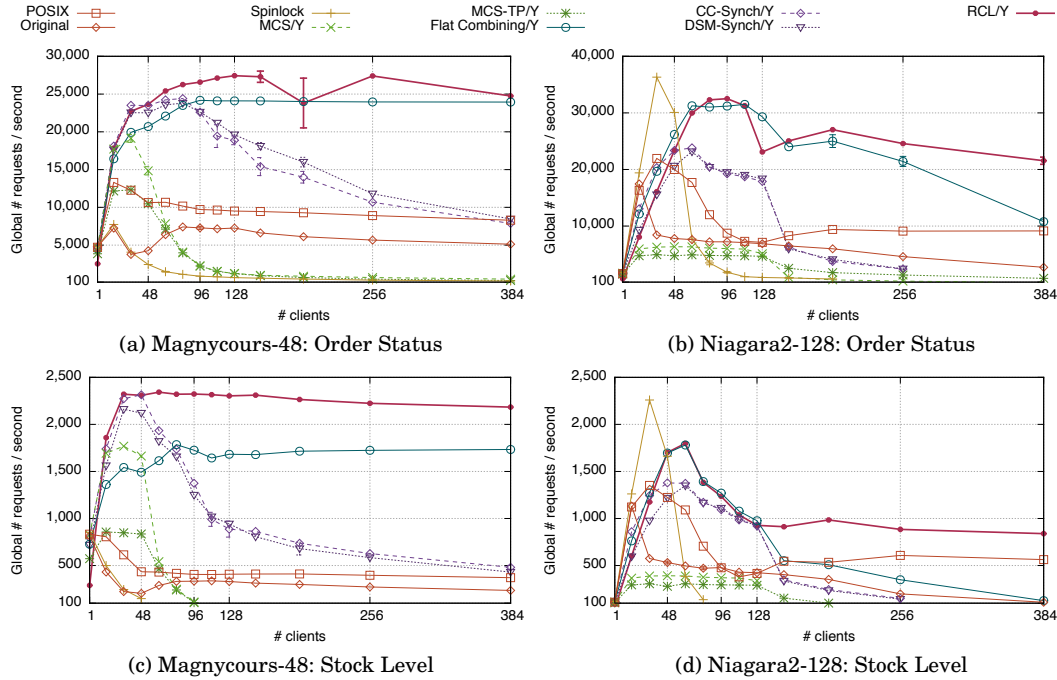 POSIX
Original
Spinlock
MCS/Y
MCS-TP/Y
Flat Combining/Y
CC-Synch/Y
DSM-Synch/Y
RCL/Y
Global # requests / second
30,000
25,000
20,000
15,000
10,000
5,000
100
1 48 96 128 256 384
# clients
(a) Magnycours-48: Order Status
Global # requests / second
40,000
30,000
20,000
10,000
100
1 48 96 128 256 384
# clients
(b) Niagara2-128: Order Status
Global # requests / second
2,500
2,000
1,500
1,000
500
100
1 48 96 128 256 384
# clients
(c) Magnycours-48: Stock Level
Global # requests / second
2,500
2,000
1,500
1,000
500
100
1 48 96 128 256 384
# clients
(d) Niagara2-128: Stock Level